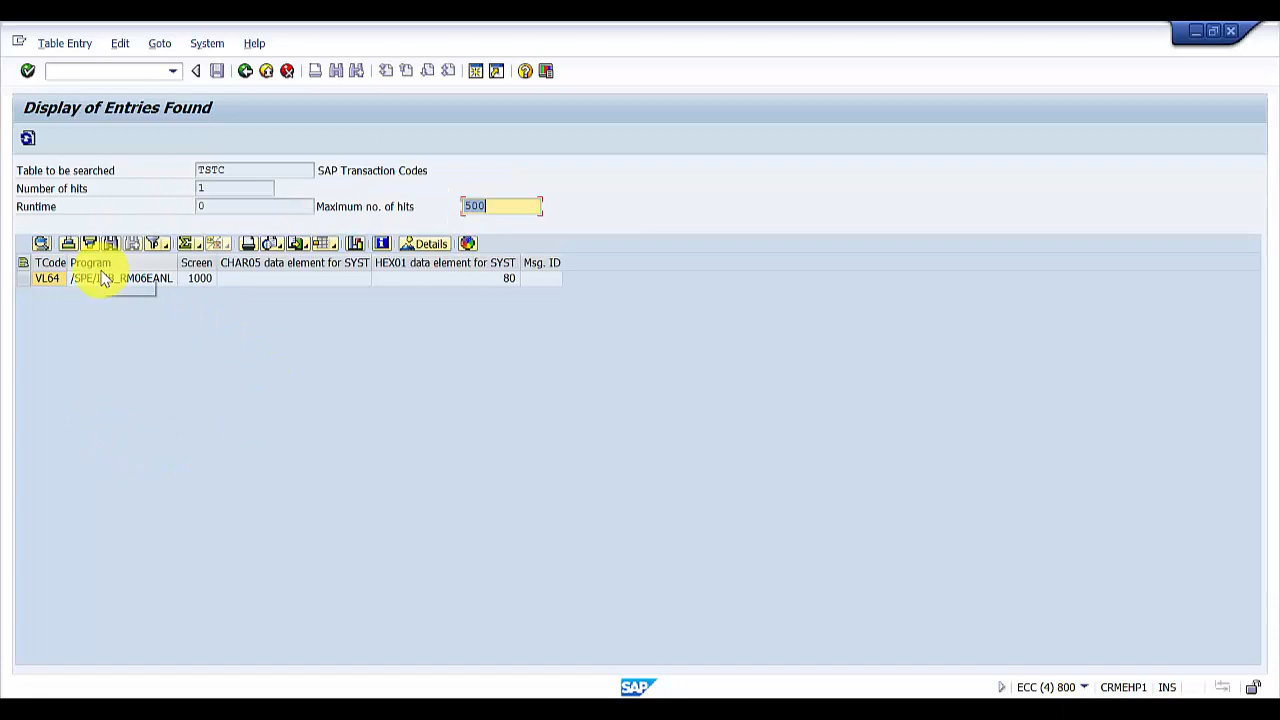 Table Entry Edit Goto System Help
Display of Entries Found
Table to be searched TSTC SAP Transaction Codes
Number of hits 1
Runtime 0 Maximum no. of hits 500
Details
TCode Program Screen CHAR05 data element for SYST HEX01 data element for SYST Msg. ID
VL64 1000 80
SAP ECC (4) 800 CRMEHP1 INS